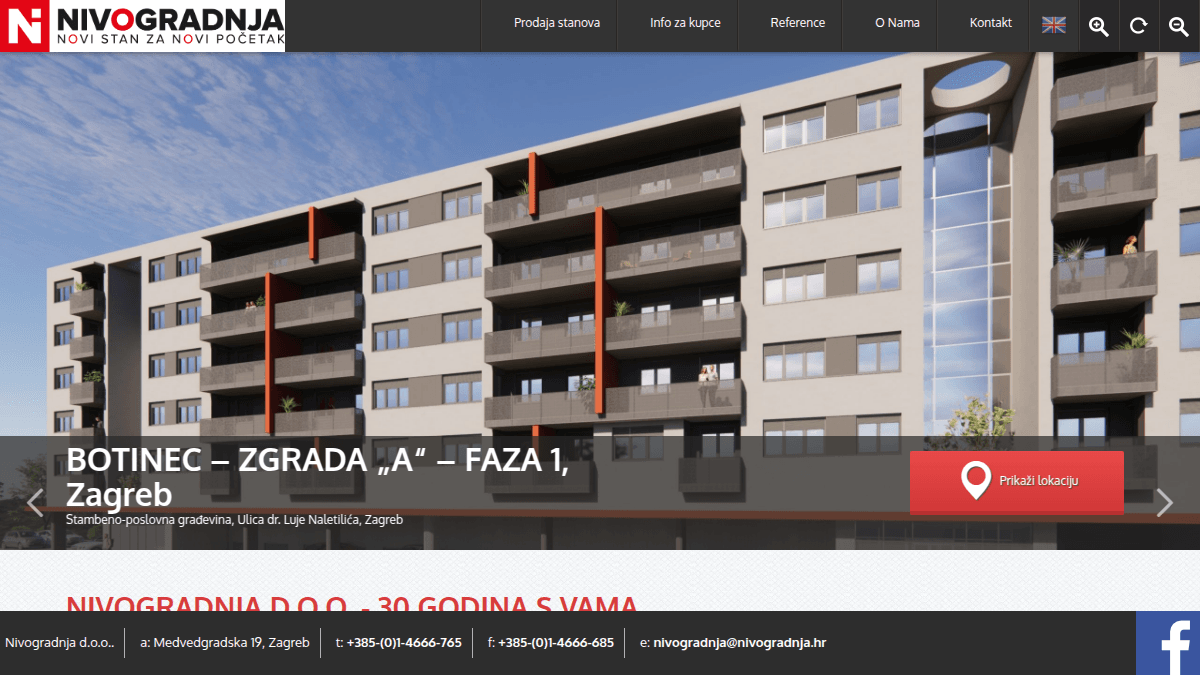 NIVOGRADNJA
NOVI STAN ZA NOVI POČETAK
Prodaja stanova
Info za kupce
Reference
O Nama
Kontakt
BOTINEC – ZGRADA „A“ – FAZA 1,
Zagreb
Stambeno-poslovna građevina, Ulica dr. Luje Naletilića, Zagreb
Prikaži lokaciju
NIVOGRADNJA D.O.O. - 30 GODINA S VAMA
Nivogradnja d.o.o..
a: Medvedgradska 19, Zagreb
t: +385-(0)1-4666-765
f: +385-(0)1-4666-685
e: nivogradnja@nivogradnja.hr